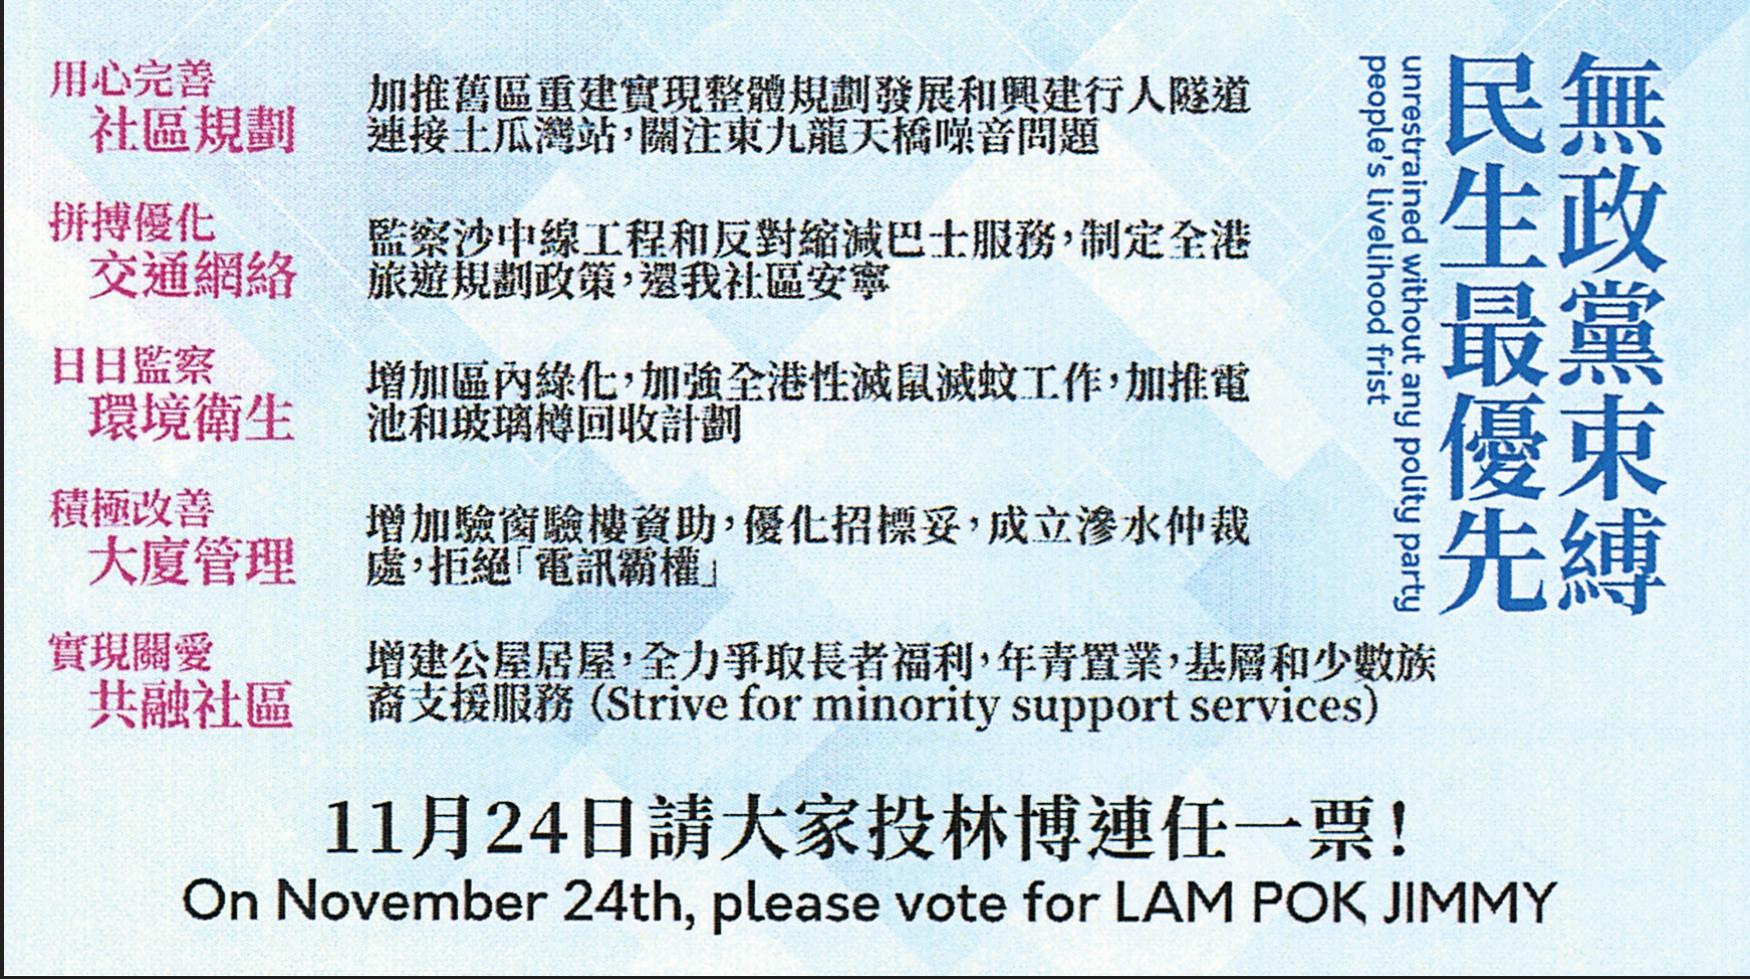 無政黨束縛
民生最優先
unrestrained without any polity party
people's livelihood frist
用心完善
社區規劃
加推舊區重建實現整體規劃發展和興建行人隧道
連接土瓜灣站，關注東九龍天橋噪音問題
拼搏優化
交通網絡
監察沙中線工程和反對縮減巴士服務，制定全港
旅遊規劃政策，還我社區安寧
日日監察
環境衛生
增加區內綠化，加強全港性滅鼠滅蚊工作，加推電
池和玻璃樽回收計劃
積極改善
大廈管理
增加驗窗驗樓資助，優化招標妥，成立滲水仲裁
處，拒絕「電訊霸權」
實現關愛
共融社區
增建公屋居屋，全力爭取長者福利，年青置業，基層和少數族
裔支援服務（Strive for minority support services）
11月24日請大家投林博連任一票！
On November 24th, please vote for LAM POK JIMMY